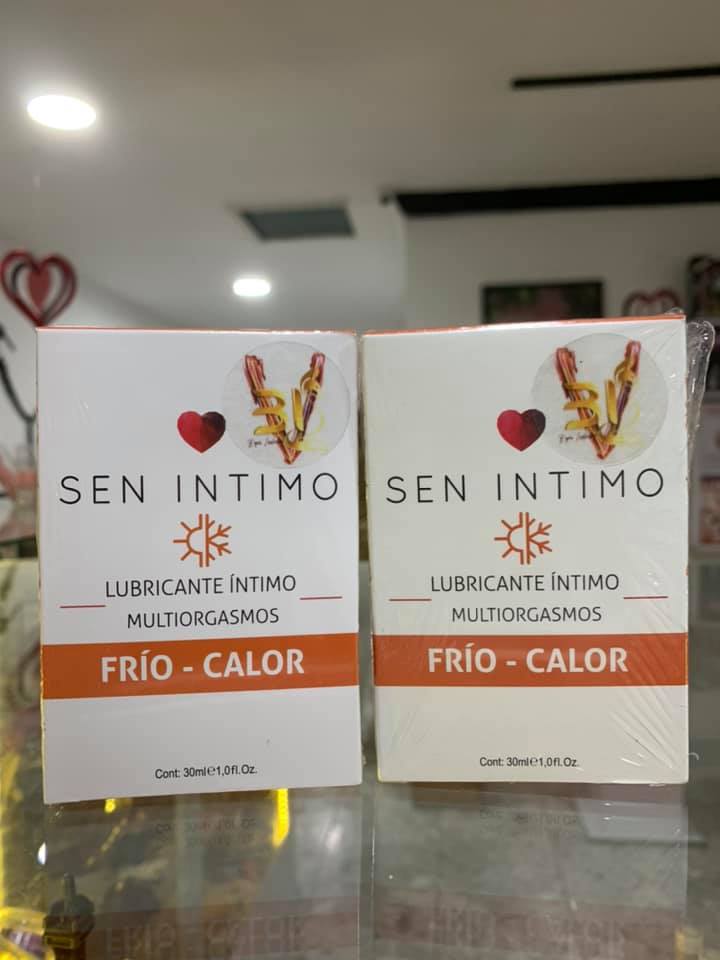 SEN INTIMO
LUBRICANTE ÍNTIMO
MULTIORGASMOS
FRÍO - CALOR
Cont: 30ml℮1,0fl.Oz.
SEN INTIMO
LUBRICANTE ÍNTIMO
MULTIORGASMOS
FRÍO - CALOR
Cont: 30ml℮1,0fl.Oz.